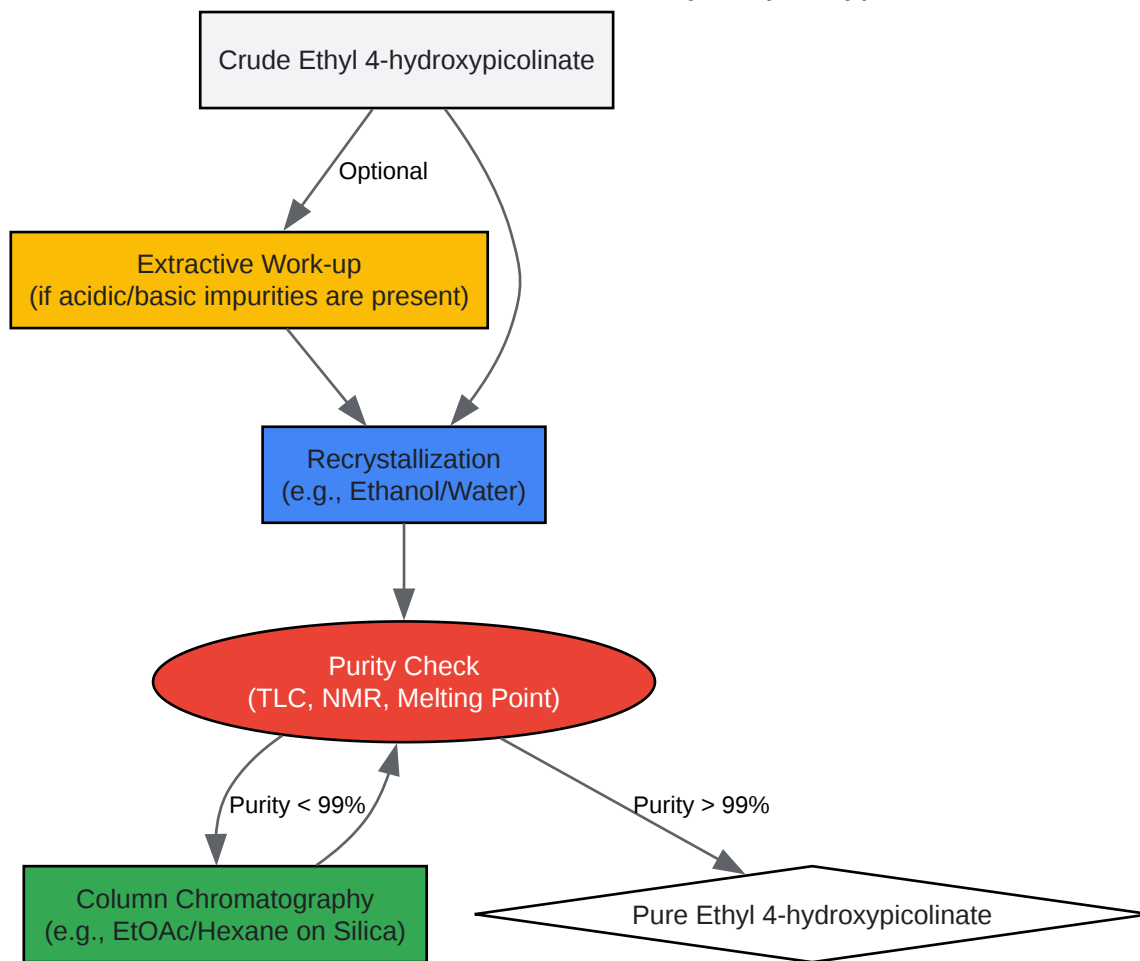 Crude Ethyl 4-hydroxypicolinate
Optional
Extractive Work-up
(if acidic/basic impurities are present)
Recrystallization
(e.g., Ethanol/Water)
Purity Check
(TLC, NMR, Melting Point)
Purity < 99%
Purity > 99%
Column Chromatography
(e.g., EtOAc/Hexane on Silica)
Pure Ethyl 4-hydroxypicolinate